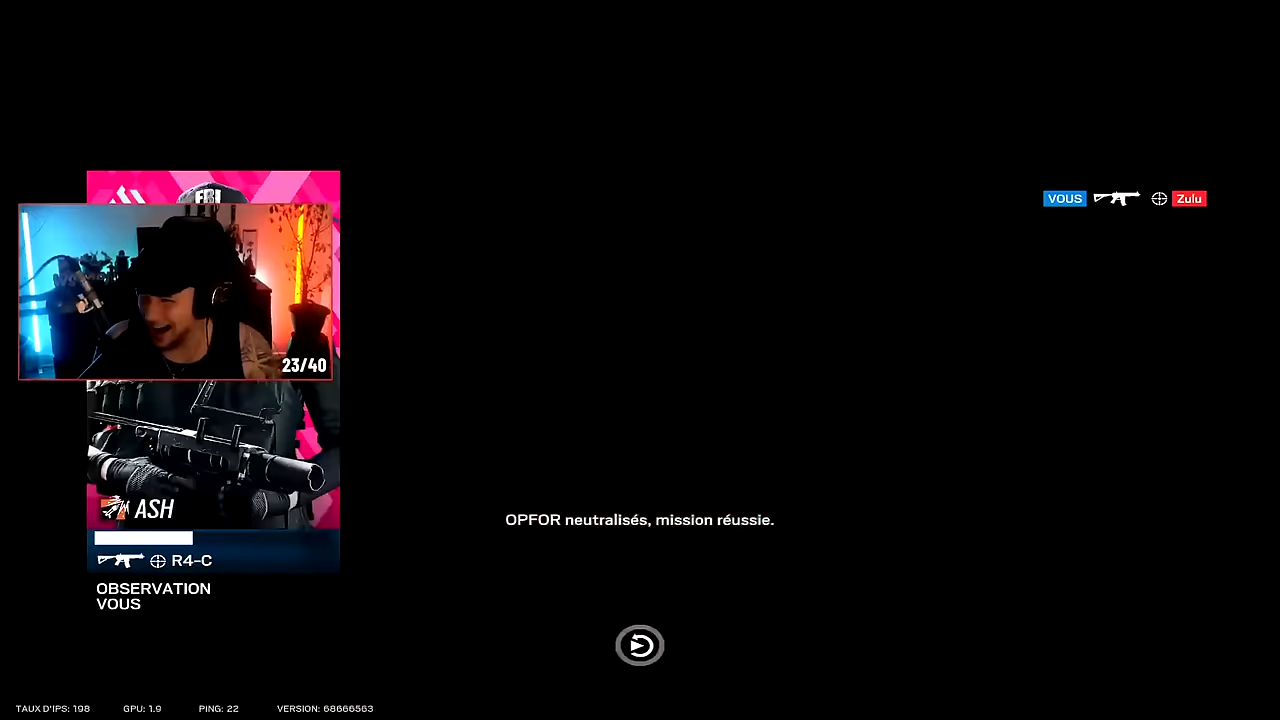 FBI
VOUS Zulu
23/40
ASH
R4-C
OPFOR neutralisés, mission réussie.
OBSERVATION
VOUS
TAUX D'IPS: 198 GPU: 1.9 PING: 22 VERSION: 68666563